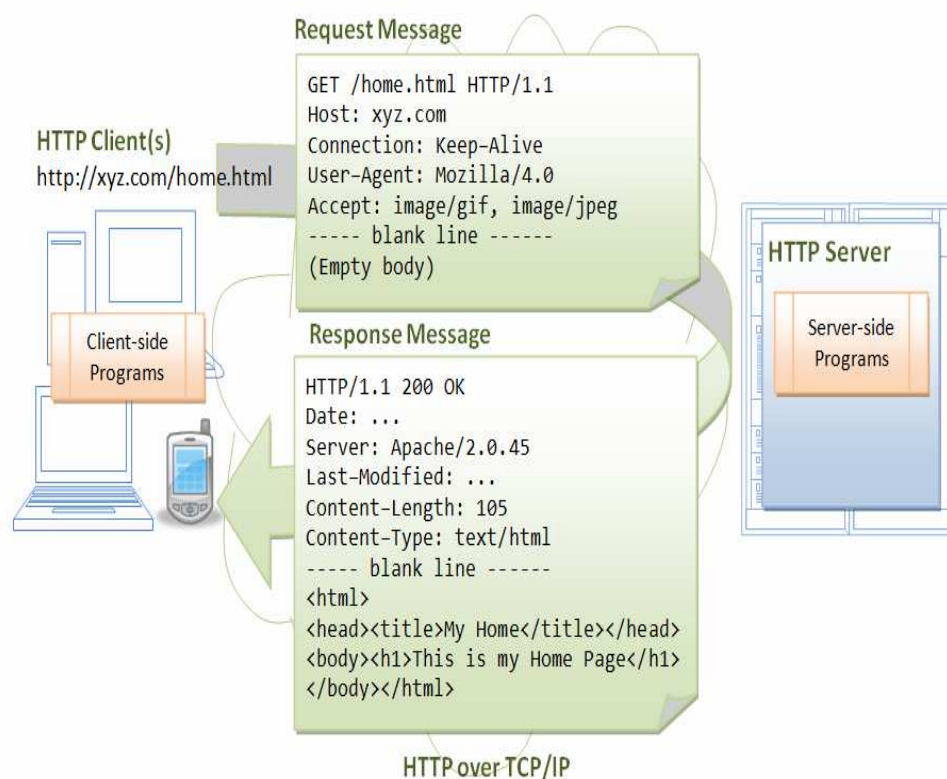 Request Message
GET /home.html HTTP/1.1
Host: xyz.com
Connection: Keep-Alive
User-Agent: Mozilla/4.0
Accept: image/gif, image/jpeg
----- blank line ------
(Empty body)
HTTP Client(s)
http://xyz.com/home.html
Client-side
Programs
HTTP Server
Server-side
Programs
Response Message
HTTP/1.1 200 OK
Date: ...
Server: Apache/2.0.45
Last-Modified: ...
Content-Length: 105
Content-Type: text/html
----- blank line ------
<html>
<head><title>My Home</title></head>
<body><h1>This is my Home Page</h1>
</body></html>
HTTP over TCP/IP